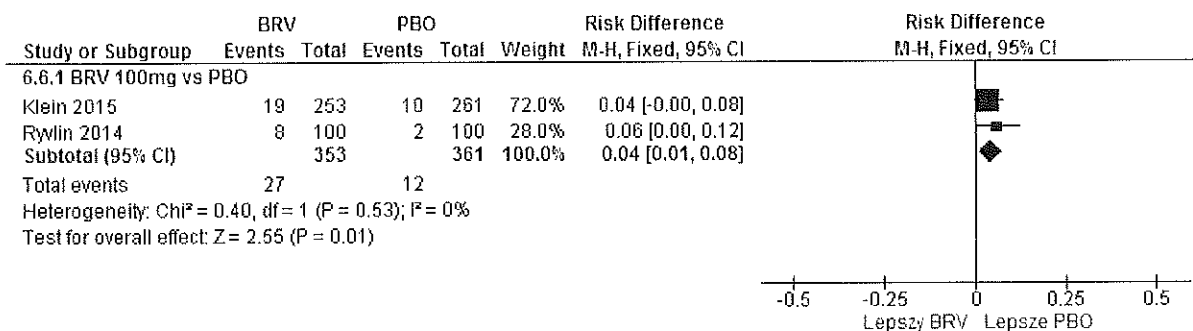 BRV PBO Risk Difference Risk Difference
Study or Subgroup Events Total Events Total Weight M-H, Fixed, 95% CI M-H, Fixed, 95% CI
6.6.1 BRV 100mg vs PBO
Klein 2015 19 253 10 261 72.0% 0.04 [-0.00, 0.08]
Ryvlin 2014 8 100 2 100 28.0% 0.06 [0.00, 0.12]
Subtotal (95% CI) 353 361 100.0% 0.04 [0.01, 0.08]
Total events 27 12
Heterogeneity: Chi² = 0.40, df = 1 (P = 0.53); I² = 0%
Test for overall effect: Z = 2.55 (P = 0.01)
-0.5 -0.25 0 0.25 0.5
Lepszy BRV Lepsze PBO